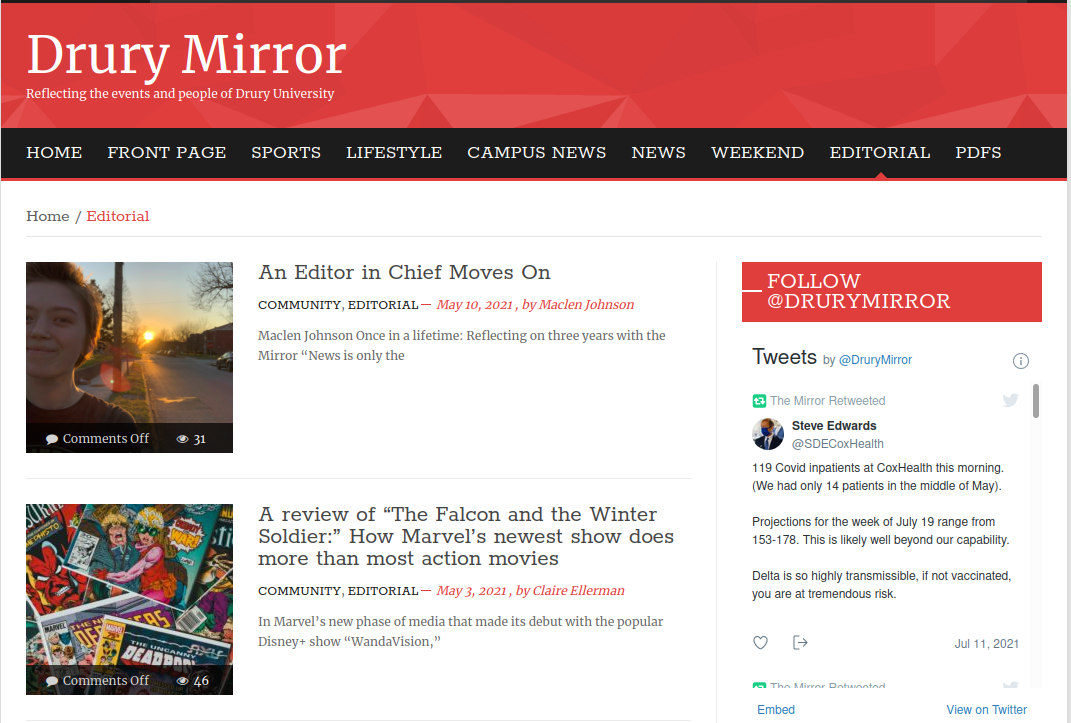 Drury Mirror
Reflecting the events and people of Drury University
HOME FRONT PAGE SPORTS LIFESTYLE CAMPUS NEWS NEWS WEEKEND EDITORIAL PDFS
Home / Editorial
An Editor in Chief Moves On
COMMUNITY, EDITORIAL — May 10, 2021 , by Maclen Johnson
Maclen Johnson Once in a lifetime: Reflecting on three years with the
Mirror “News is only the
Comments Off 31
A review of “The Falcon and the Winter
Soldier:” How Marvel’s newest show does
more than most action movies
COMMUNITY, EDITORIAL — May 3, 2021 , by Claire Ellerman
In Marvel’s new phase of media that made its debut with the popular
Disney+ show “WandaVision,”
THE UNCANNY
DEADPOOL
Comments Off 46
FOLLOW
@DRURYMIRROR
Tweets by @DruryMirror
The Mirror Retweeted
Steve Edwards
@SDECoxHealth
119 Covid inpatients at CoxHealth this morning.
(We had only 14 patients in the middle of May).
Projections for the week of July 19 range from
153-178. This is likely well beyond our capability.
Delta is so highly transmissible, if not vaccinated,
you are at tremendous risk.
Jul 11, 2021
The Mirror Retweeted
Embed View on Twitter